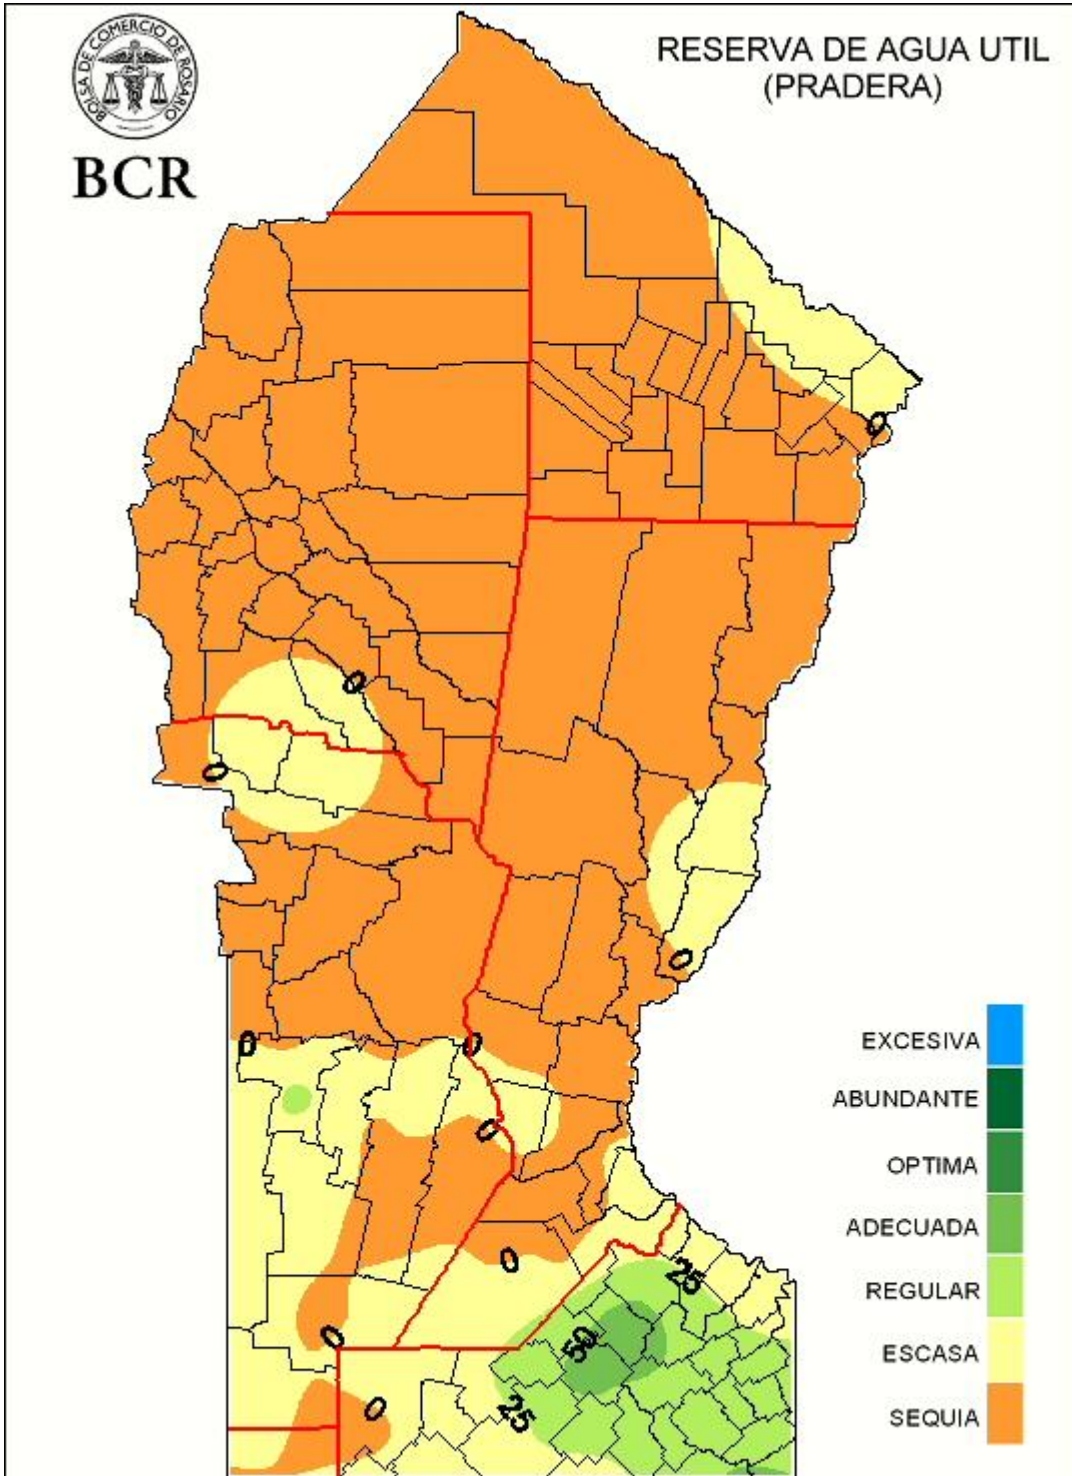 BOLSA DE COMERCIO DE ROSARIO
BCR
RESERVA DE AGUA UTIL
(PRADERA)
0
0
0
0
0
0
0
0
25
0
50
0
25
EXCESIVA
ABUNDANTE
OPTIMA
ADECUADA
REGULAR
ESCASA
SEQUIA